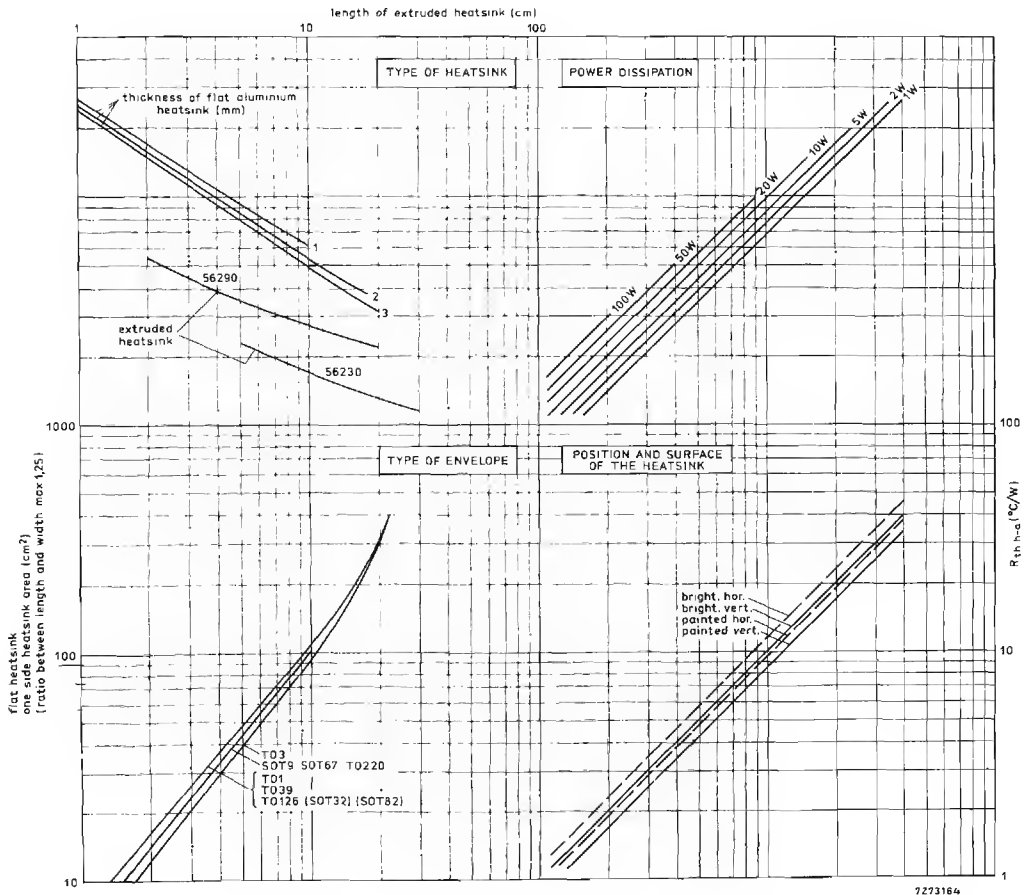 length of extruded heatsink (cm)
1
10
100
TYPE OF HEATSINK
POWER DISSIPATION
thickness of flat aluminium
heatsink (mm)
1
2
3
56290
extruded
heatsink
56230
1W
2W
5W
10W
20W
50W
100W
1000
100
TYPE OF ENVELOPE
POSITION AND SURFACE
OF THE HEATSINK
flat heatsink
one side heatsink area (cm²)
(ratio between length and width max 1,25)
Rth h-a (°C/W)
100
10
bright, hor.
bright, vert.
painted hor.
painted vert.
TO3
SOT9 SOT67 TO220
TO1
TO39
TO126 (SOT32) (SOT82)
10
1
7Z73164